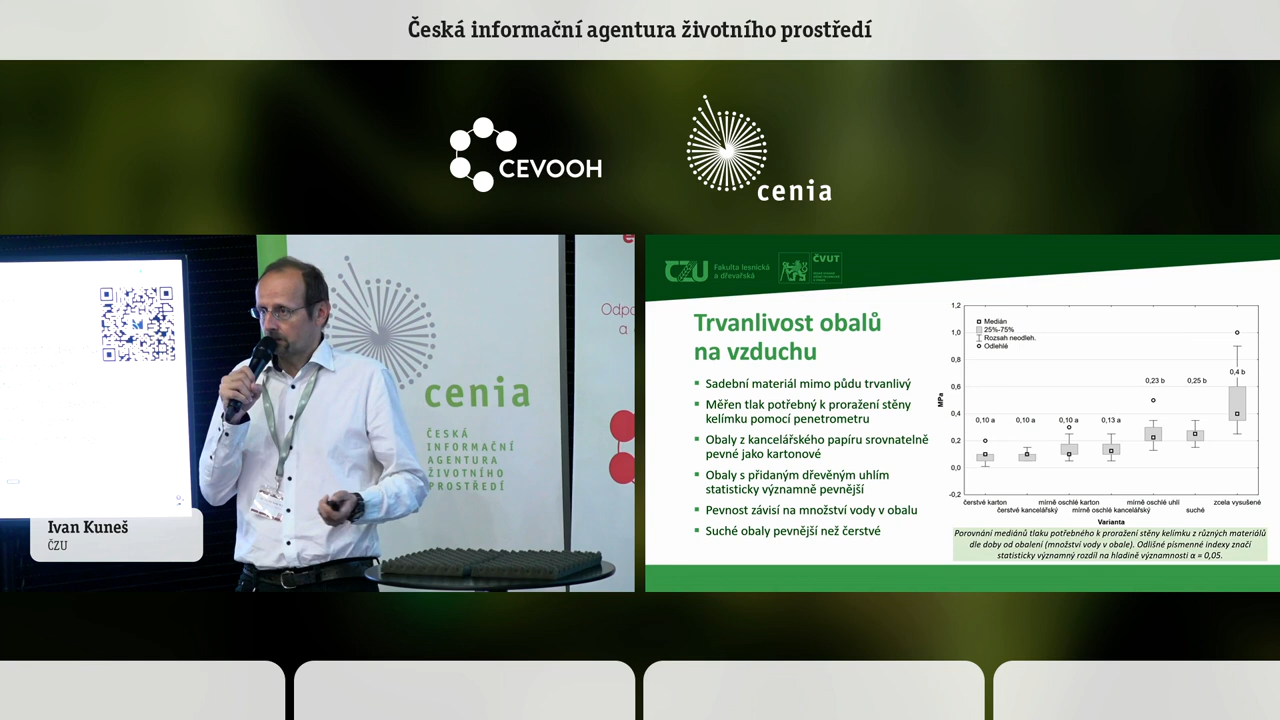 Česká informační agentura životního prostředí
CEVOOH
cenia
cenia
ČESKÁ
INFORMAČNÍ
AGENTURA
ŽIVOTNÍHO
PROSTŘEDÍ
Odpo
a
Ivan Kuneš
ČZU
CZU
Fakulta lesnická
a dřevařská
ČVUT
Trvanlivost obalů
na vzduchu
▪ Sadební materiál mimo půdu trvanlivý
▪ Měřen tlak potřebný k proražení stěny
kelímku pomocí penetrometru
▪ Obaly z kancelářského papíru srovnatelně
pevné jako kartonové
▪ Obaly s přidaným dřevěným uhlím
statisticky významně pevnější
▪ Pevnost závisí na množství vody v obalu
▪ Suché obaly pevnější než čerstvé
1,2
1,0
0,8
0,6
0,4
0,2
0,0
-0,2
MPa
Medián
25%-75%
Rozsah neodleh.
Odlehlé
0,10 a
0,10 a
0,10 a
0,13 a
0,23 b
0,25 b
0,4 b
čerstvé karton
čerstvé kancelářský
mírně oschlé karton
mírně oschlé kancelářský
mírně oschlé uhlí
suché
zcela vysušené
Varianta
Porovnání mediánů tlaku potřebného k proražení stěny kelímku z různých materiálů
dle doby od obalení (množství vody v obale). Odlišné písmenné indexy značí
statisticky významný rozdíl na hladině významnosti α = 0,05.